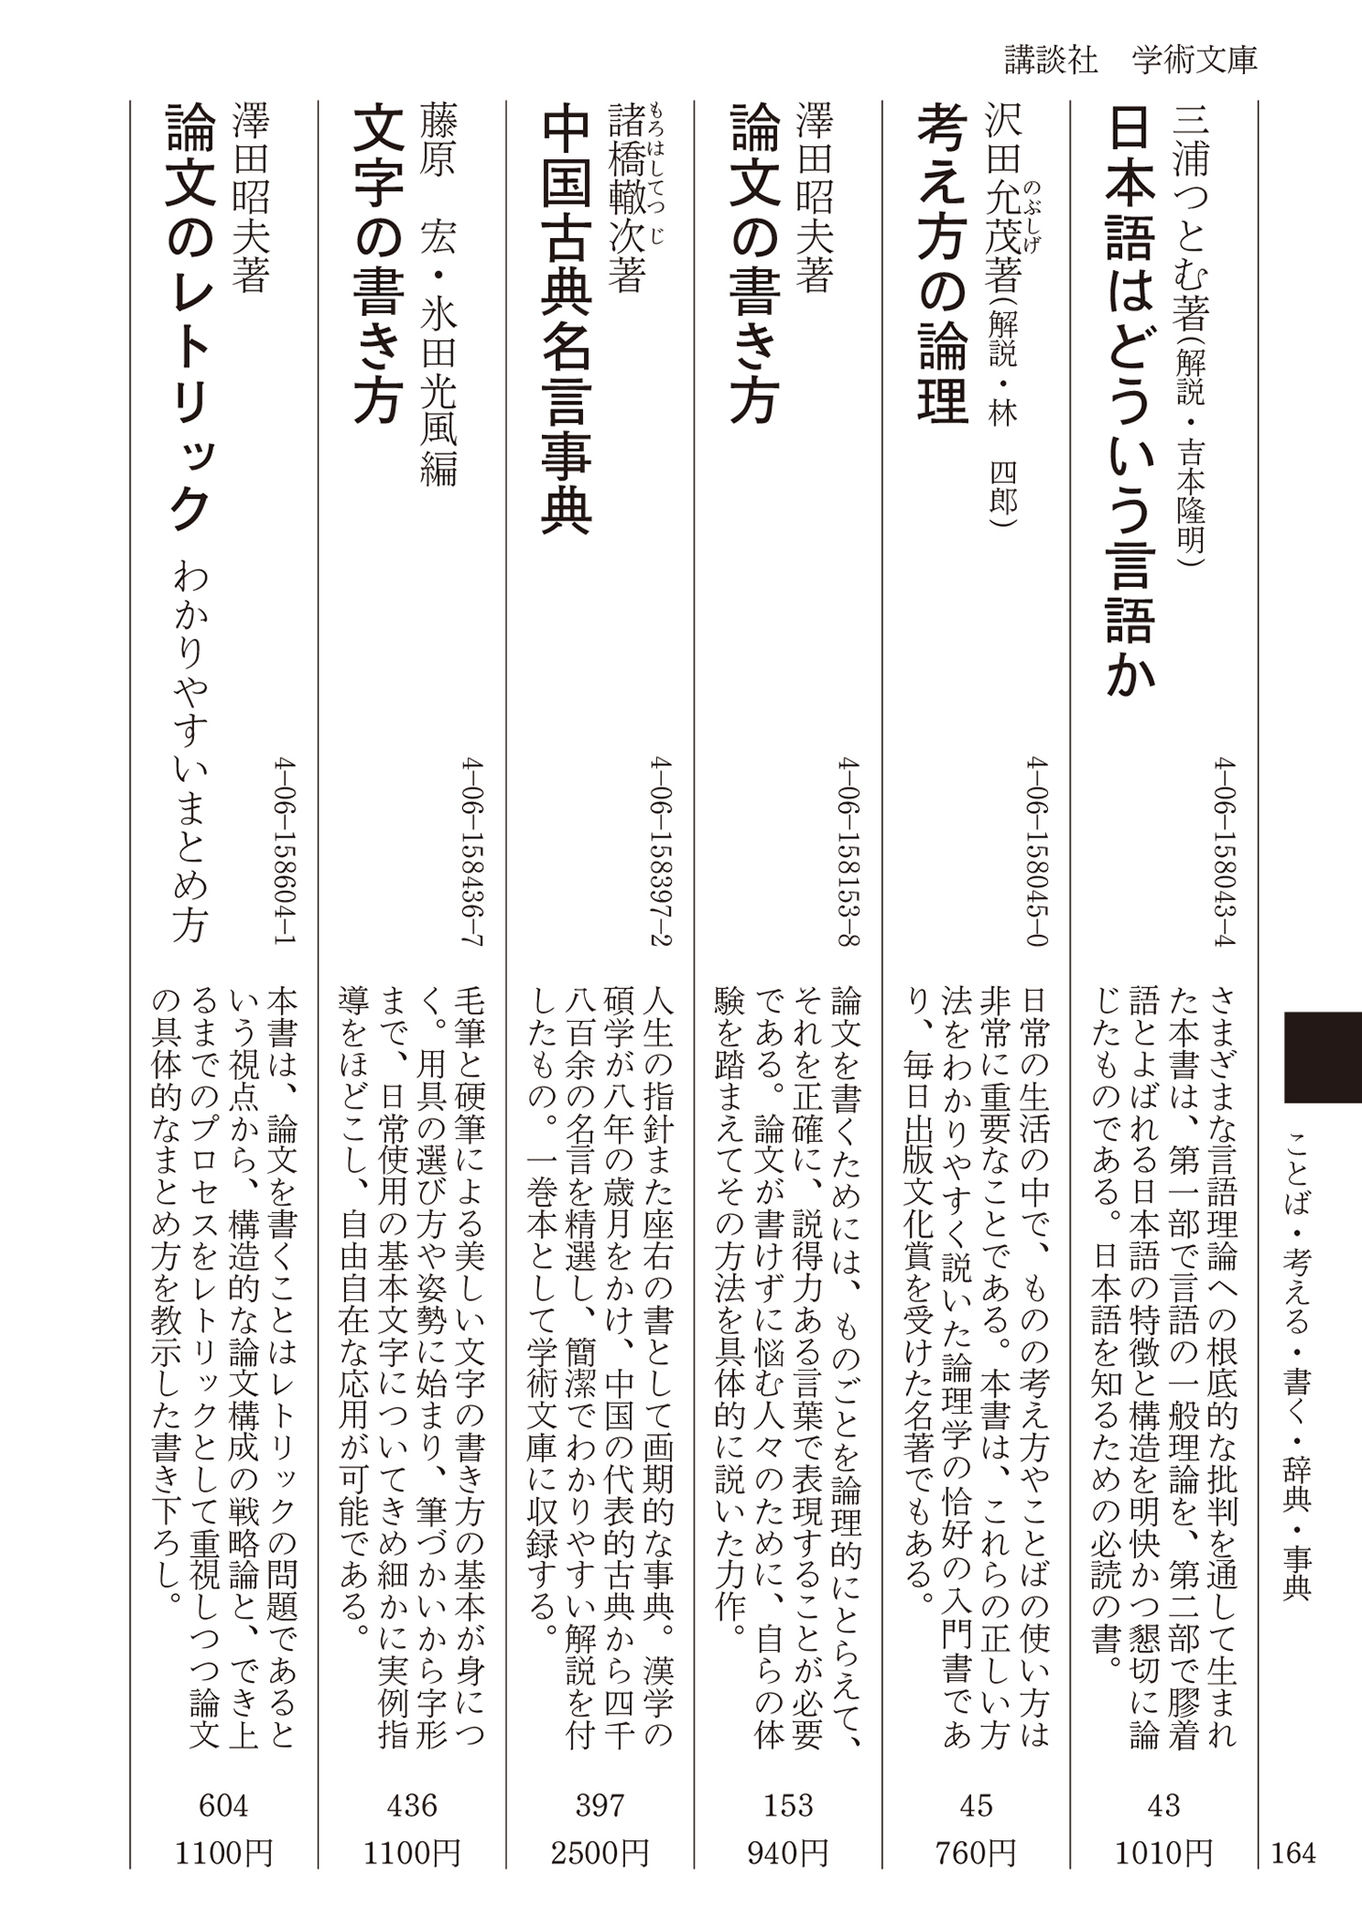 講談社　学術文庫
ことば・考える・書く・辞典・事典
164
三浦つとむ著(解説・吉本隆明)
日本語はどういう言語か
4-06-158043-4
さまざまな言語理論への根底的な批判を通して生まれ
た本書は、第一部で言語の一般理論を、第二部で膠着
語とよばれる日本語の特徴と構造を明快かつ懇切に論
じたものである。日本語を知るための必読の書。
43
1010円
沢田允茂著(解説・林　四郎)
のぶしげ
考え方の論理
4-06-158045-0
日常の生活の中で、ものの考え方やことばの使い方は
非常に重要なことである。本書は、これらの正しい方
法をわかりやすく説いた論理学の恰好の入門書であ
り、毎日出版文化賞を受けた名著でもある。
45
760円
澤田昭夫著
論文の書き方
4-06-158153-8
論文を書くためには、ものごとを論理的にとらえて、
それを正確に、説得力ある言葉で表現することが必要
である。論文が書けずに悩む人々のために、自らの体
験を踏まえてその方法を具体的に説いた力作。
153
940円
諸橋轍次著
もろはしてつじ
中国古典名言事典
4-06-158397-2
人生の指針また座右の書として画期的な事典。漢学の
碩学が八年の歳月をかけ、中国の代表的古典から四千
八百余の名言を精選し、簡潔でわかりやすい解説を付
したもの。一巻本として学術文庫に収録する。
397
2500円
藤原　宏・氷田光風編
文字の書き方
4-06-158436-7
毛筆と硬筆による美しい文字の書き方の基本が身につ
く。用具の選び方や姿勢に始まり、筆づかいから字形
まで、日常使用の基本文字についてきめ細かに実例指
導をほどこし、自由自在な応用が可能である。
436
1100円
澤田昭夫著
論文のレトリック わかりやすいまとめ方
4-06-158604-1
本書は、論文を書くことはレトリックの問題であると
いう視点から、構造的な論文構成の戦略論と、でき上
るまでのプロセスをレトリックとして重視しつつ論文
の具体的なまとめ方を教示した書き下ろし。
604
1100円